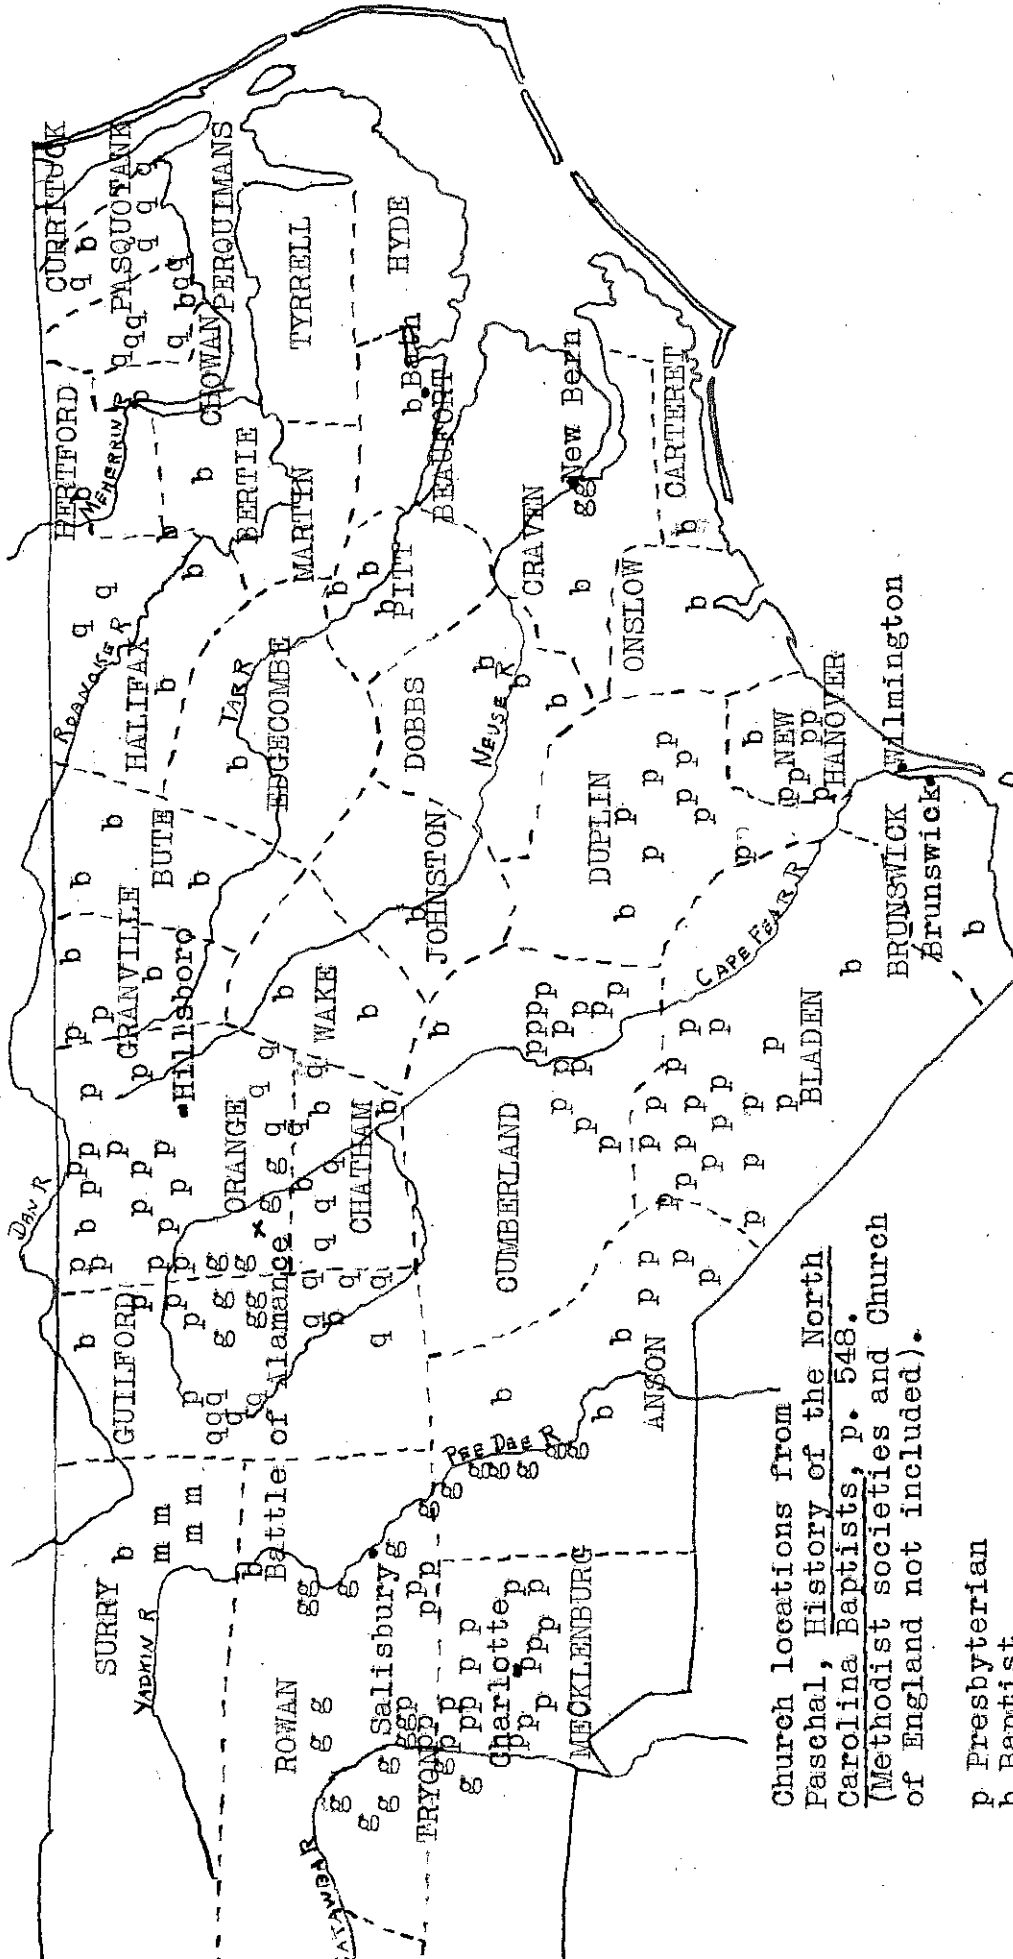 CURRITUCK
PASQUOTANK
PERQUIMANS
CHOWAN
HERTFORD
MEHERRIN R
BERTIE
TYRRELL
HYDE
MARTIN
Bath
BEAUFORT
PITT
CRAVEN
New Bern
CARTERET
ONSLOW
ROANOKE R
HALIFAX
TAR R
EDGECOMBE
DOBBS
NEUSE R
DUPLIN
NEW
HANOVER
Wilmington
BUTE
GRANVILLE
Hillsboro
WAKE
JOHNSTON
CAPE FEAR R
BRUNSWICK
Brunswick
BLADEN
DAN R
ORANGE
CHATHAM
CUMBERLAND
GUILFORD
Battle of Alamance
PEE DEE R
ANSON
SURRY
YADKIN R
ROWAN
Salisbury
Charlotte
MECKLENBURG
TRYON
CATAWBA R
Church locations from
Paschal, History of the North
Carolina Baptists, p. 548.
(Methodist societies and Church
of England not included).
p Presbyterian
b Baptist